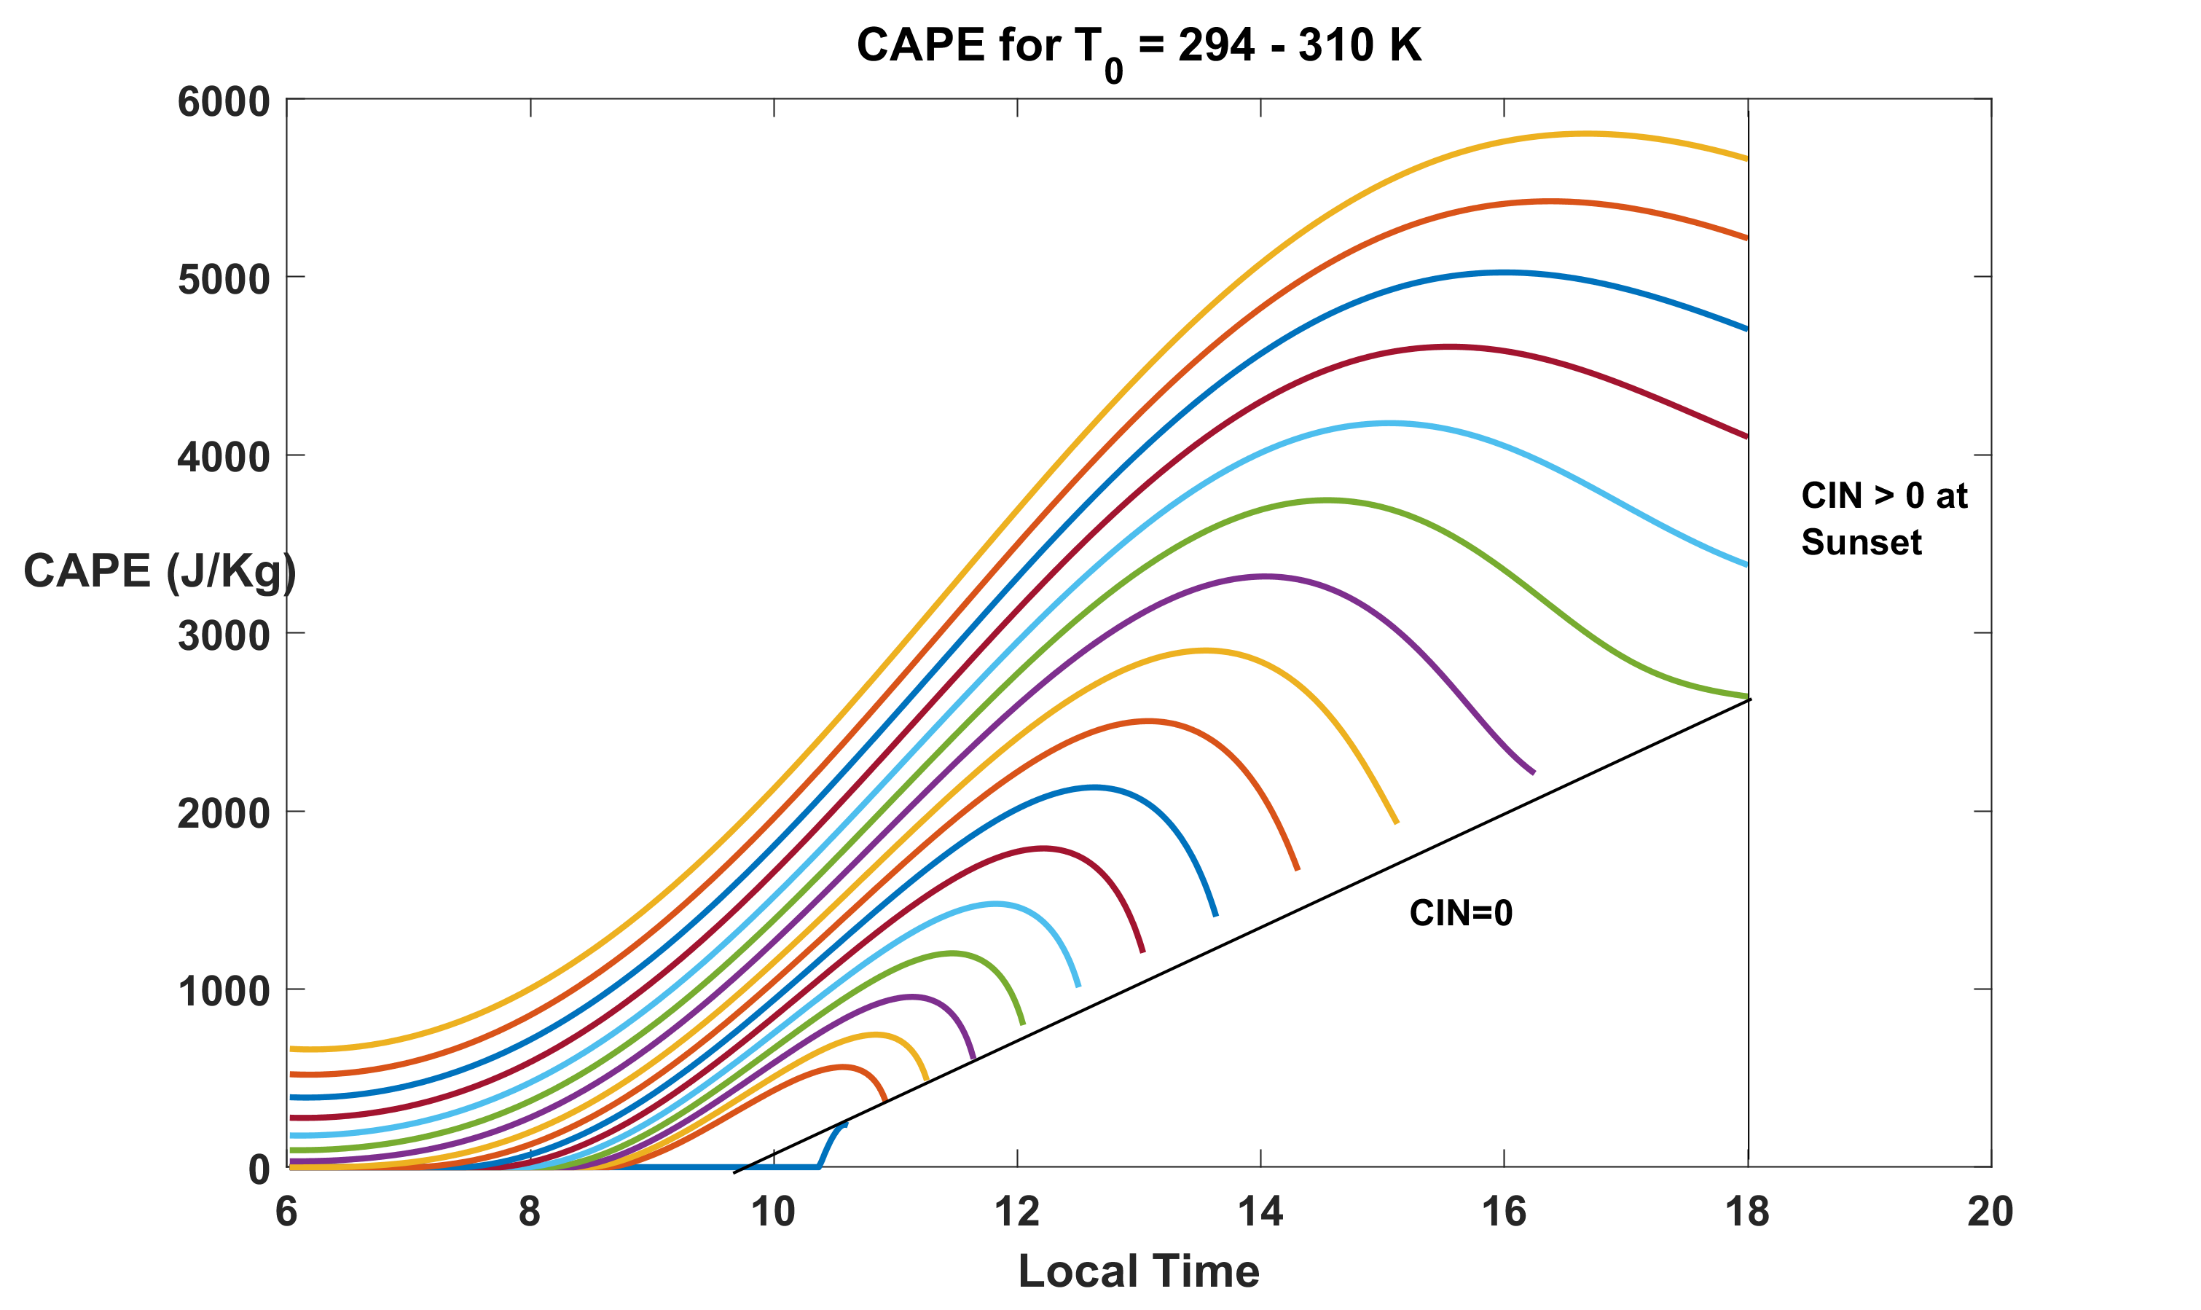 CAPE for T0 = 294 - 310 K
6000
5000
4000
CIN > 0 at
Sunset
CAPE (J/Kg)
3000
2000
CIN=0
1000
0
6 8 10 12 14 16 18 20
Local Time